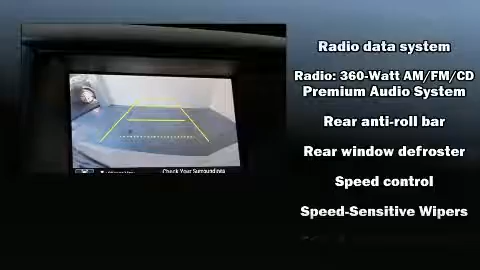 Radio data system
Radio: 360-Watt AM/FM/CD
Premium Audio System
Rear anti-roll bar
Rear window defroster
Speed control
Speed-Sensitive Wipers
Check Your Surroundings